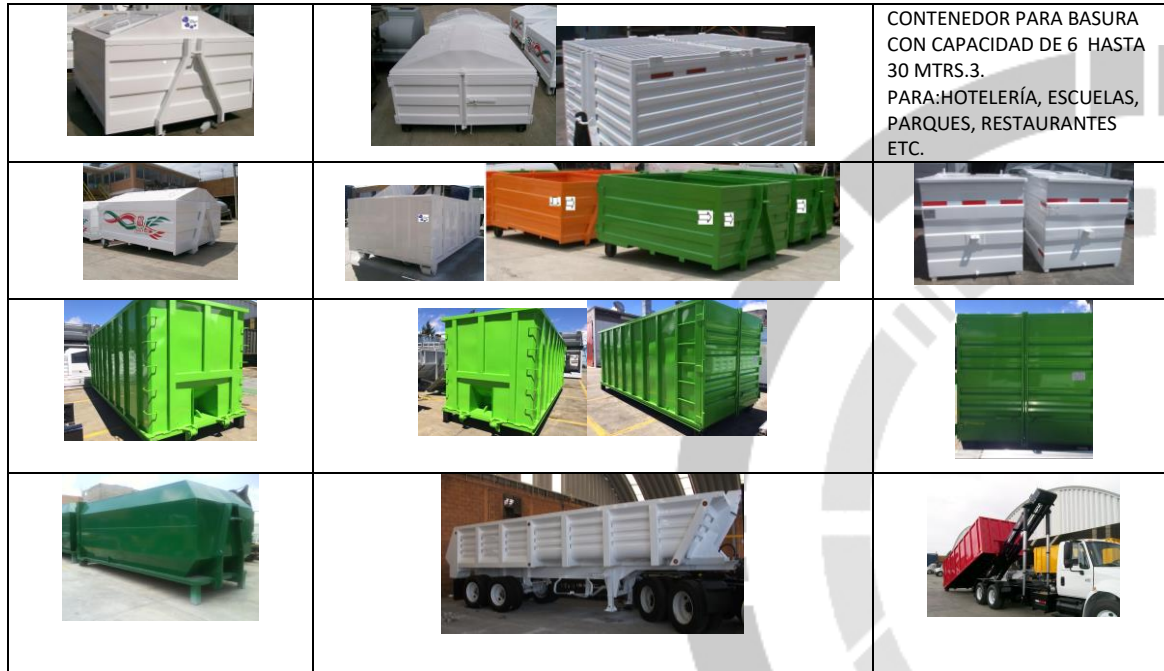 CONTENEDOR PARA BASURA
CON CAPACIDAD DE 6  HASTA
30 MTRS.3.
PARA:HOTELERÍA, ESCUELAS,
PARQUES, RESTAURANTES
ETC.